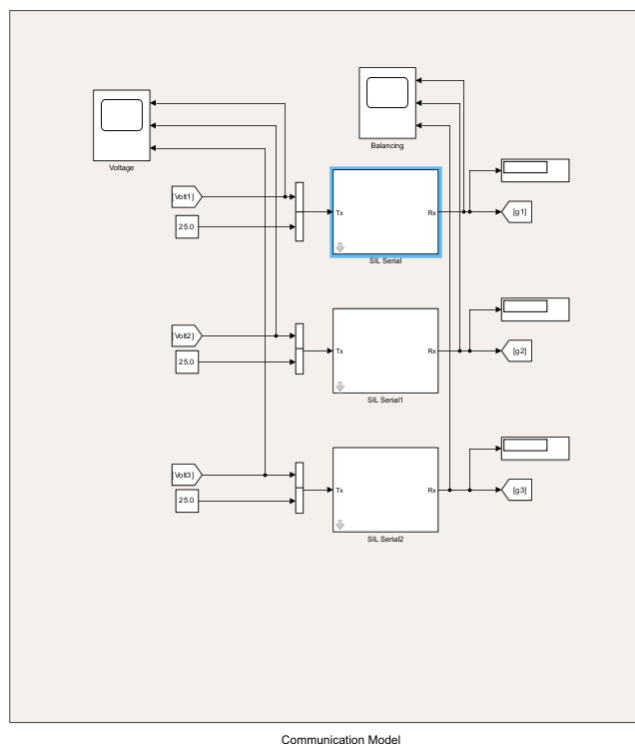 Voltage
Balancing
[Volt1]
25.0
Tx
Rx
[g1]
SIL Serial
[Volt2]
25.0
Tx
Rx
[g2]
SIL Serial1
[Volt3]
25.0
Tx
Rx
[g3]
SIL Serial2
Communication Model